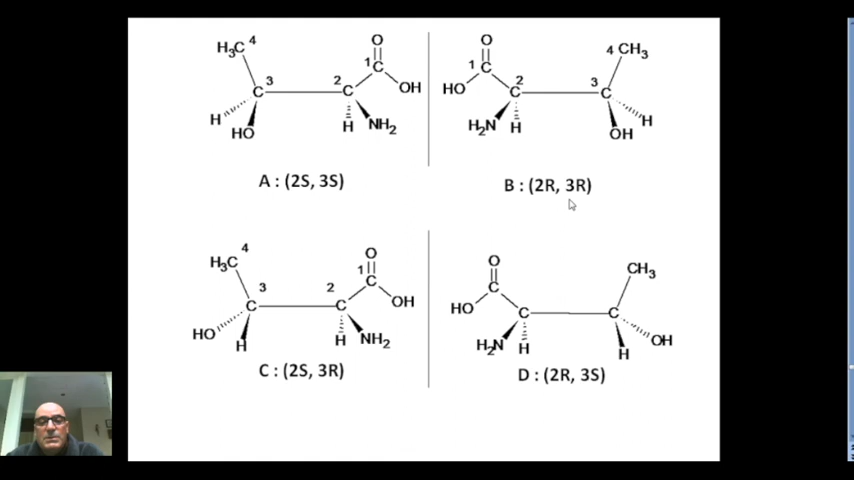 H₃C 4
O
1 C
OH
C 3
2 C
H
HO
H
NH₂
A : (2S, 3S)
O
1 C
HO
2 C
H₂N
H
4 CH₃
3 C
H
OH
B : (2R, 3R)
H₃C 4
O
1 C
OH
C 3
2 C
HO
H
H
NH₂
C : (2S, 3R)
O
C
HO
C
H₂N
H
CH₃
C
OH
H
D : (2R, 3S)